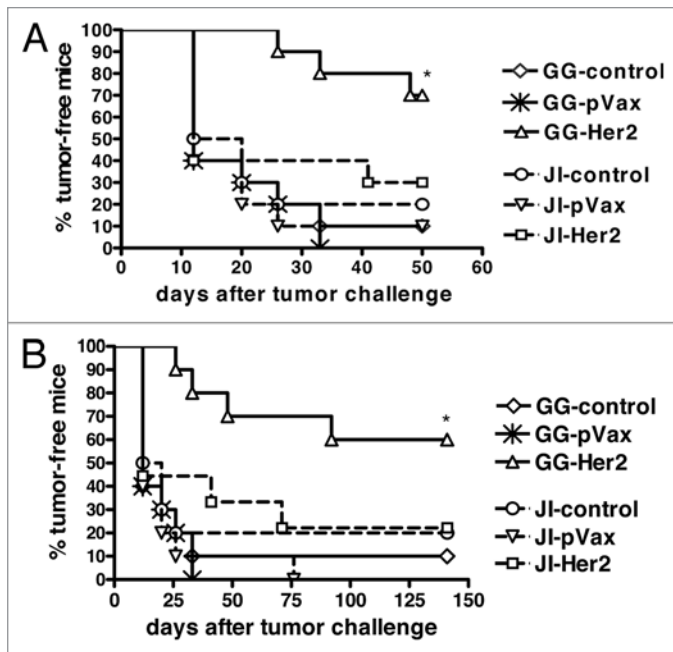 A
% tumor-free mice
100
90
80
70
60
50
40
30
20
10
0
0 10 20 30 40 50 60
days after tumor challenge
*
GG-control
GG-pVax
GG-Her2
JI-control
JI-pVax
JI-Her2
B
% tumor-free mice
100
90
80
70
60
50
40
30
20
10
0
0 25 50 75 100 125 150
days after tumor challenge
*
GG-control
GG-pVax
GG-Her2
JI-control
JI-pVax
JI-Her2